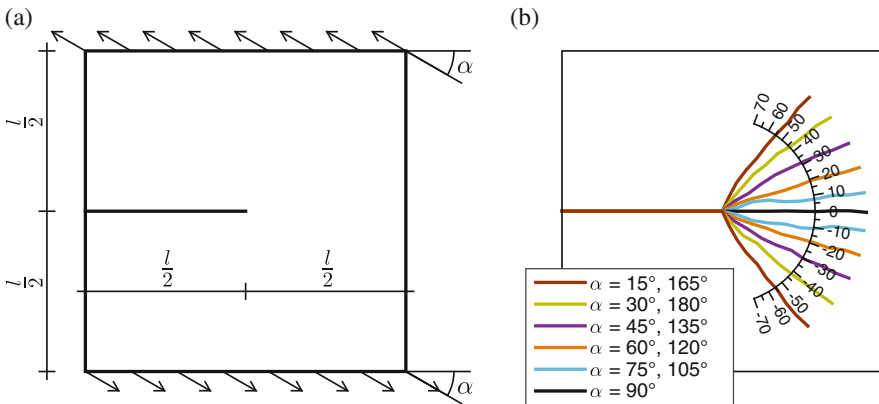 (a)
(b)
α
l/2
l/2
l/2
l/2
α
70
60
50
40
30
20
10
0
-10
-20
-30
-40
-50
-60
-70
α = 15°, 165°
α = 30°, 180°
α = 45°, 135°
α = 60°, 120°
α = 75°, 105°
α = 90°